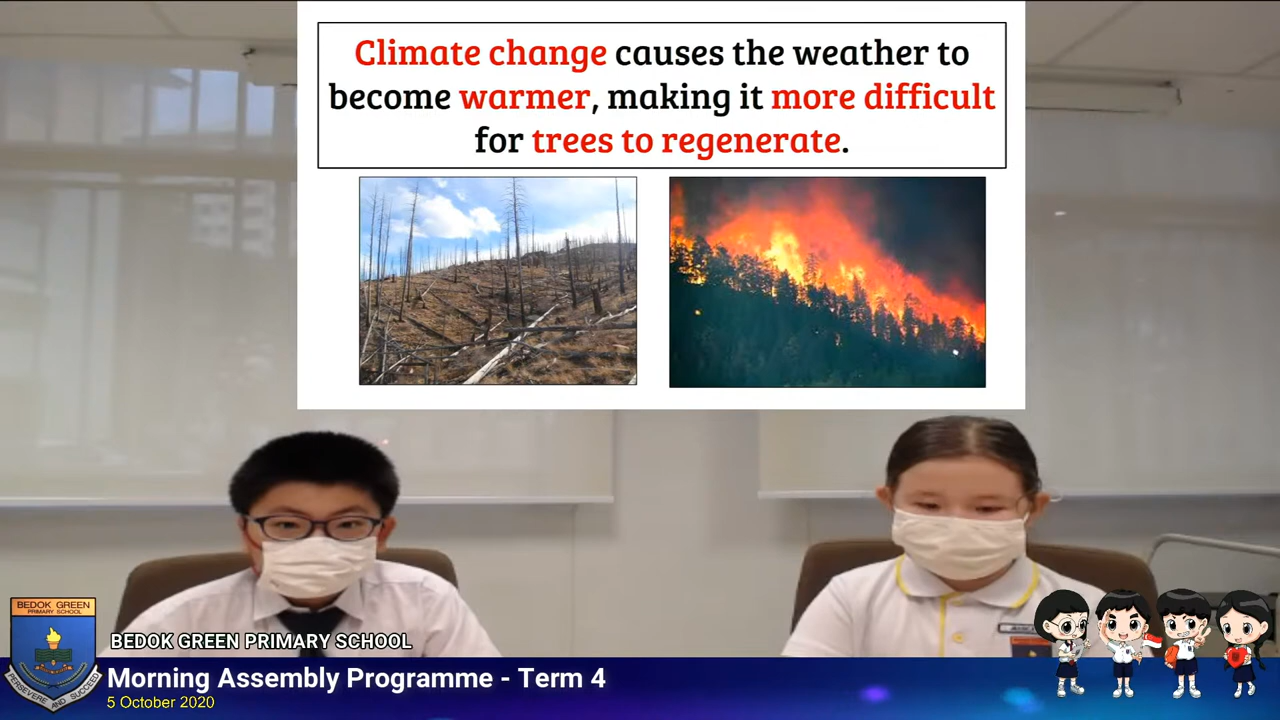 Climate change causes the weather to
become warmer, making it more difficult
for trees to regenerate.
BEDOK GREEN
PRIMARY SCHOOL
PERSEVERE AND SUCCEED
BEDOK GREEN PRIMARY SCHOOL
Morning Assembly Programme - Term 4
5 October 2020